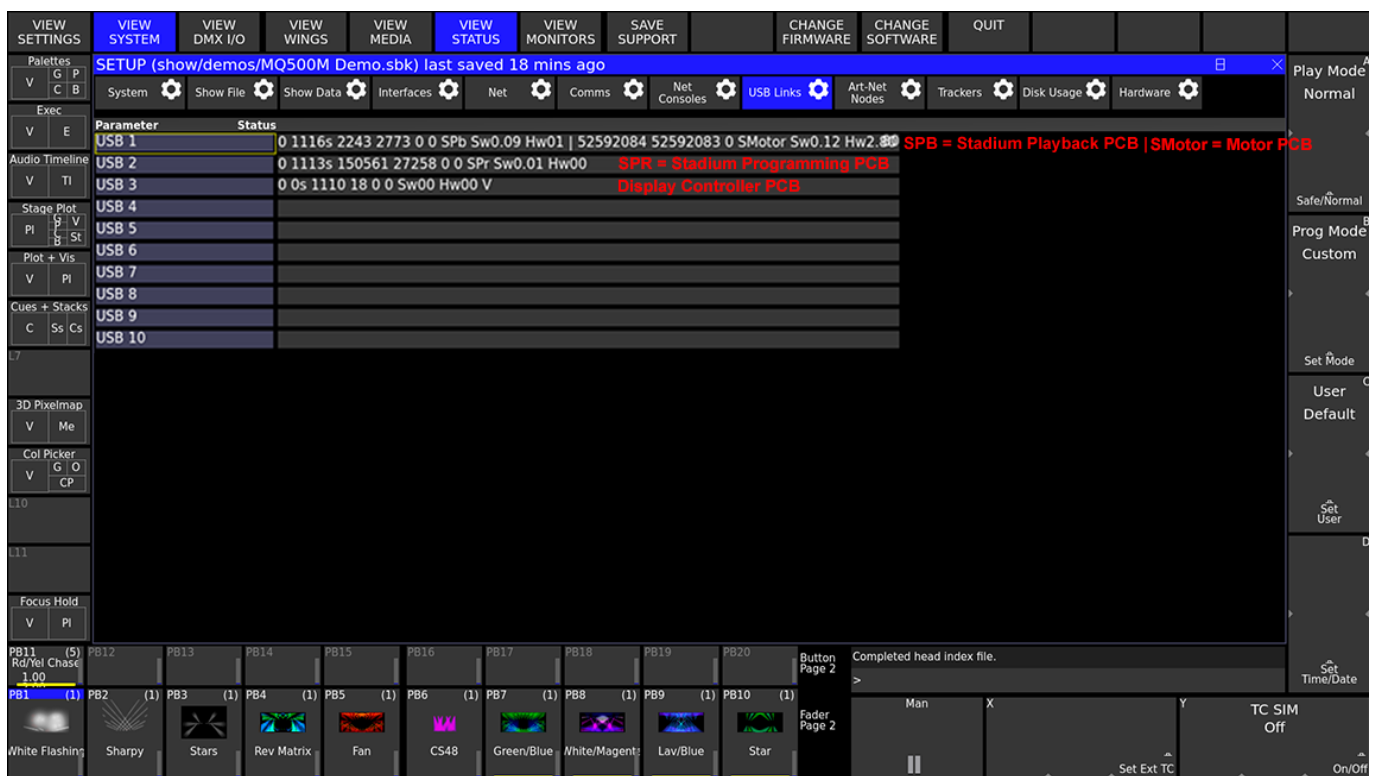 VIEW SETTINGS
VIEW SYSTEM
VIEW DMX I/O
VIEW WINGS
VIEW MEDIA
VIEW STATUS
VIEW MONITORS
SAVE SUPPORT
CHANGE FIRMWARE
CHANGE SOFTWARE
QUIT
SETUP (show/demos/MQ500M Demo.sbk) last saved 18 mins ago
System
Show File
Show Data
Interfaces
Net
Comms
Net Consoles
USB Links
Art-Net Nodes
Trackers
Disk Usage
Hardware
Parameter Status
USB 1 0 1116s 2243 2773 0 0 SPb Sw0.09 Hw01 | 52592084 52592083 0 SMotor Sw0.12 SPB = Stadium Playback PCB | SMotor = Motor PCB
USB 2 0 1113s 150561 27258 0 0 SPr Sw0.01 Hw00 SPR = Stadium Programming PCB
USB 3 0 0s 1110 18 0 0 Sw00 Hw00 V Display Controller PCB
USB 4
USB 5
USB 6
USB 7
USB 8
USB 9
USB 10
Palettes
V G P
C B
Exec
V E
Audio Timeline
V TI
Stage Plot
Pl V
St
Plot + Vis
V Pl
Cues + Stacks
C Ss Cs
L7
3D Pixelmap
V Me
Col Picker
V G O
CP
L10
L11
Focus Hold
V Pl
A
Play Mode
Normal
Safe/Normal
B
Prog Mode
Custom
Set Mode
C
User
Default
Set
User
D
Set
Time/Date
PB11 (5)
Rd/Yel Chase
1.00
PB12
PB13
PB14
PB15
PB16
PB17
PB18
PB19
PB20
Button
Page 2
Completed head index file.
>
PB1 (1)
White Flashing
PB2 (1)
Sharpy
PB3 (1)
Stars
PB4 (1)
Rev Matrix
PB5 (1)
Fan
PB6 (1)
CS48
PB7 (1)
Green/Blue
PB8 (1)
White/Magent
PB9 (1)
Lav/Blue
PB10 (1)
Star
Fader
Page 2
Man
X
Set Ext TC
Y
TC SIM
Off
On/Off